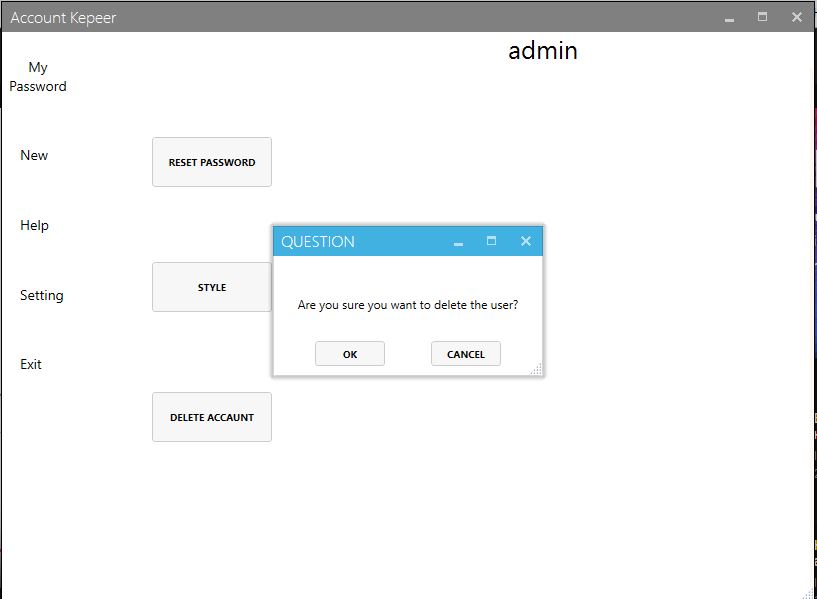 Account Kepeer
admin
My
Password
New
RESET PASSWORD
Help
QUESTION
Setting
STYLE
Are you sure you want to delete the user?
OK
CANCEL
Exit
DELETE ACCAUNT